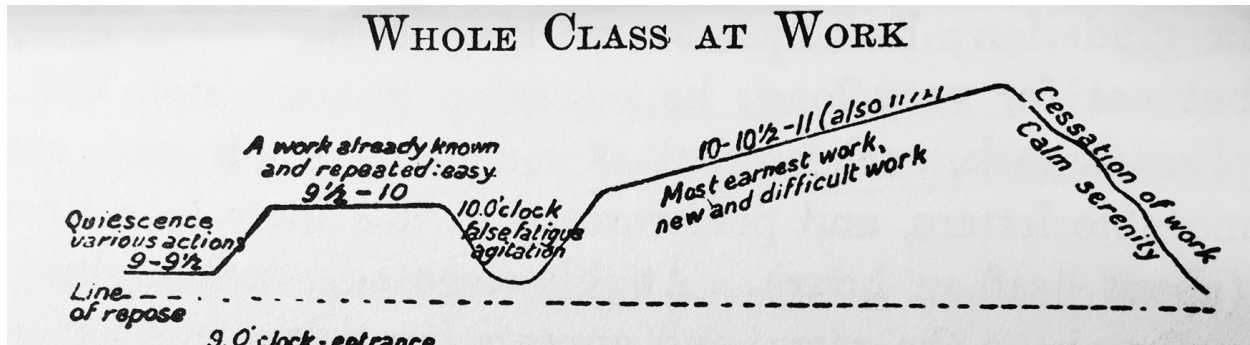 WHOLE CLASS AT WORK
A work already known
and repeated:easy.
9½ – 10
Quiescence
various actions
9–9½
10.0'clock
false fatigue
agitation
10–10½–11 (also
Most earnest work,
new and difficult work
Cessation of work
Calm serenity
Line
of repose
9.0'clock - entrance